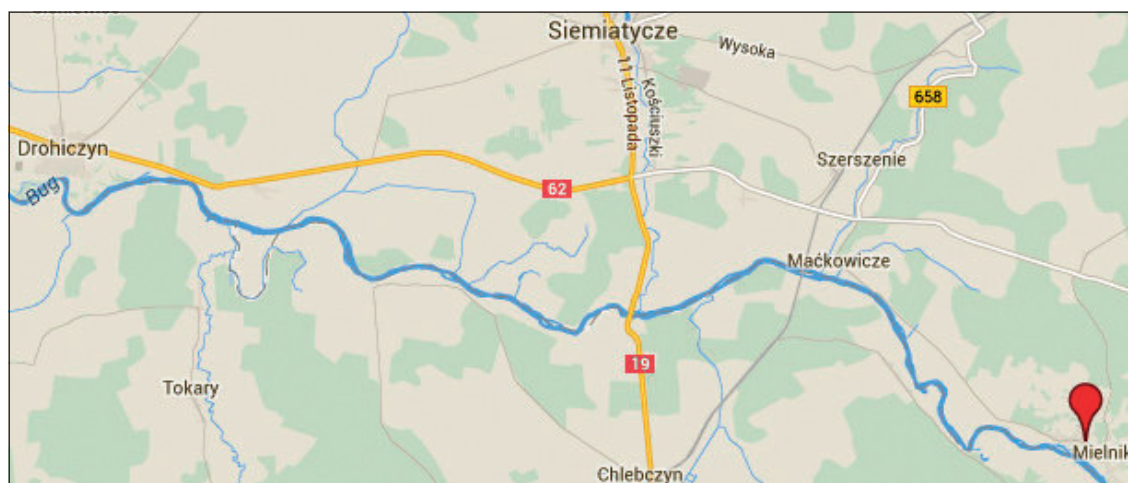 Siemiatycze
Wysoka
11 Listopada
Kościuszki
658
Drohiczyn
Szerszenie
Bug
62
Maćkowicze
19
Tokary
Mielnik
Chlebczyn